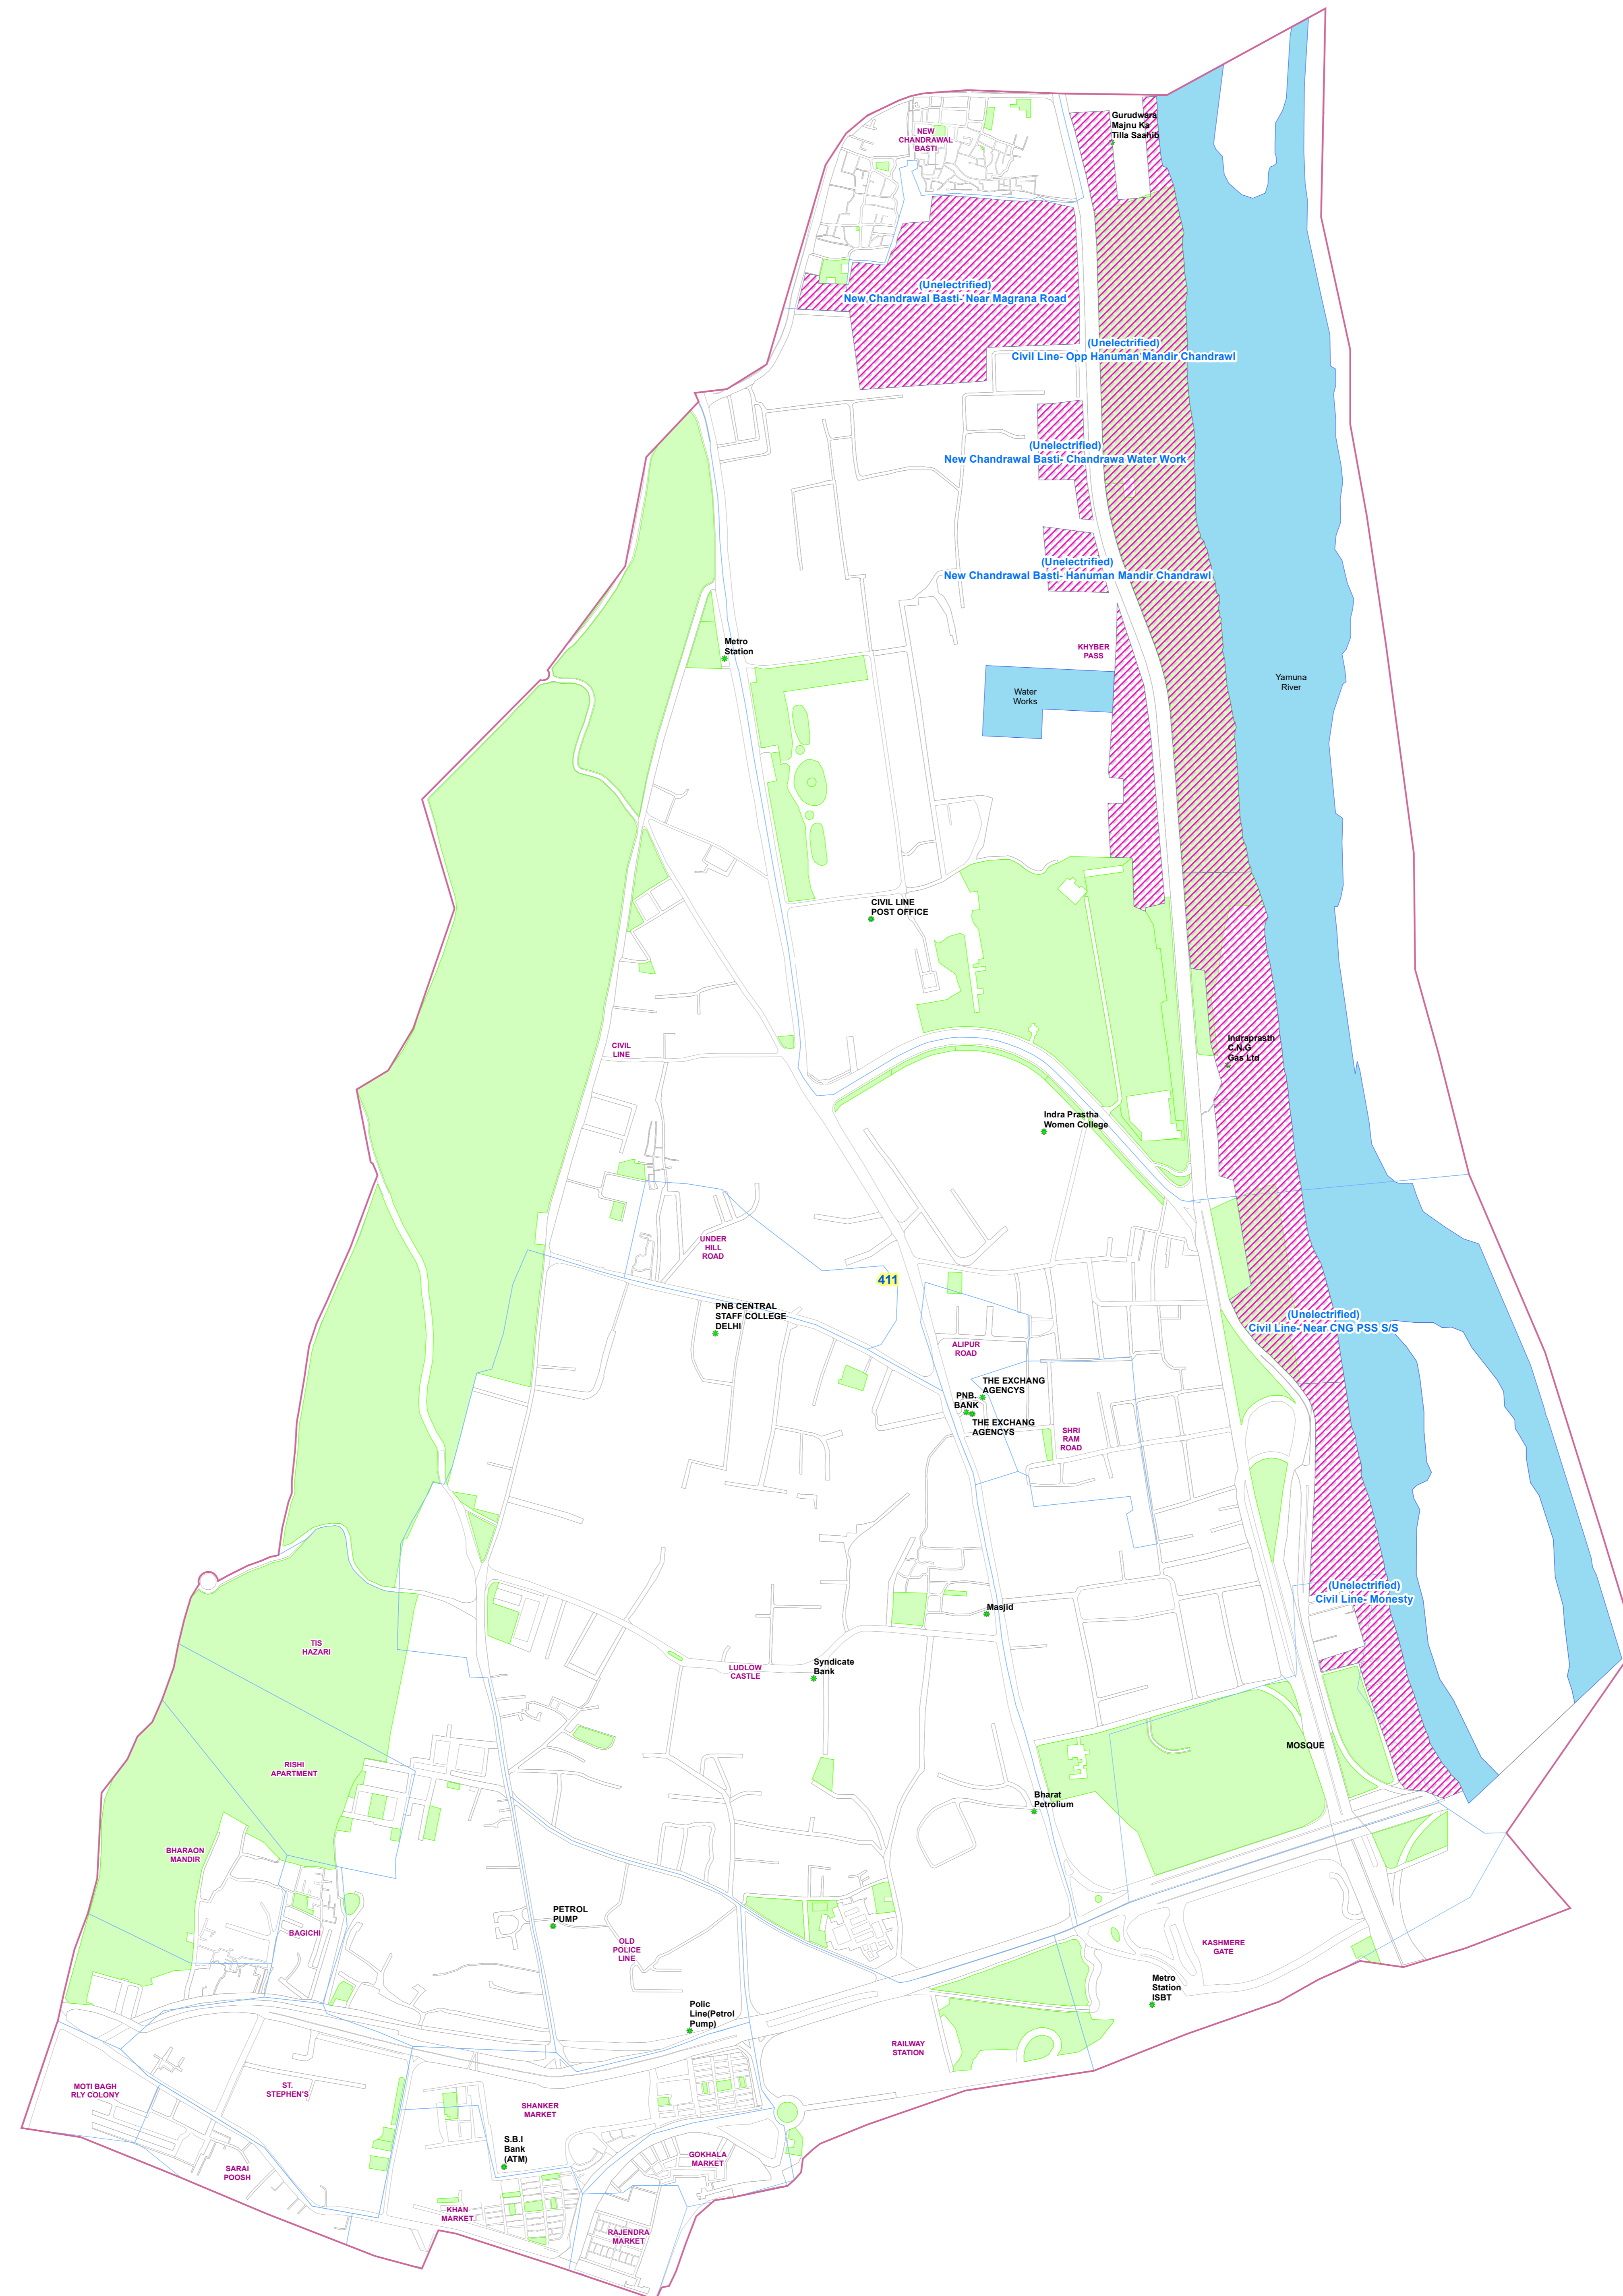 Gurudwara
Majnu Ka
Tilla Saahib
NEW
CHANDRAWAL
BASTI
(Unelectrified)
New Chandrawal Basti- Near Magrana Road
(Unelectrified)
Civil Line- Opp Hanuman Mandir Chandrawl
(Unelectrified)
New Chandrawal Basti- Chandrawa Water Work
(Unelectrified)
New Chandrawal Basti- Hanuman Mandir Chandrawl
Metro
Station
KHYBER
PASS
Water
Works
Yamuna
River
CIVIL LINE
POST OFFICE
CIVIL
LINE
Indraprasth
C.N.G
Gas Ltd
Indra Prastha
Women College
UNDER
HILL
ROAD
411
PNB CENTRAL
STAFF COLLEGE
DELHI
(Unelectrified)
Civil Line- Near CNG PSS S/S
ALIPUR
ROAD
THE EXCHANG
AGENCYS
PNB.
BANK
THE EXCHANG
AGENCYS
SHRI
RAM
ROAD
(Unelectrified)
Civil Line- Monesty
Masjid
TIS
HAZARI
LUDLOW
CASTLE
Syndicate
Bank
MOSQUE
RISHI
APARTMENT
Bharat
Petrolium
BHARAON
MANDIR
PETROL
PUMP
BAGICHI
OLD
POLICE
LINE
KASHMERE
GATE
Metro
Station
ISBT
Polic
Line(Petrol
Pump)
RAILWAY
STATION
MOTI BAGH
RLY COLONY
ST.
STEPHEN'S
SHANKER
MARKET
S.B.I
Bank
(ATM)
GOKHALA
MARKET
SARAI
POOSH
KHAN
MARKET
RAJENDRA
MARKET